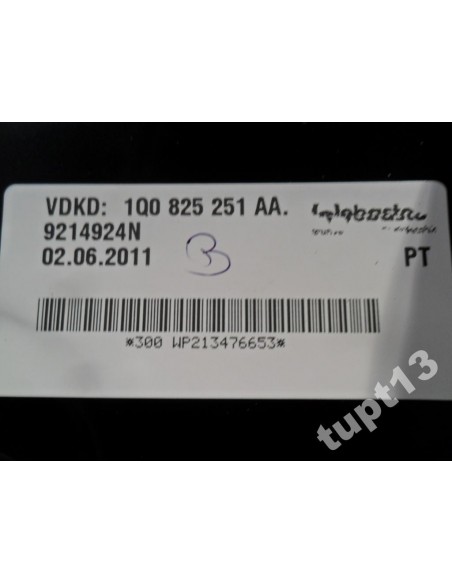 VDKD: 1Q0 825 251 AA.
9214924N
02.06.2011
B
PT
*300 WP213476653*
tupt13